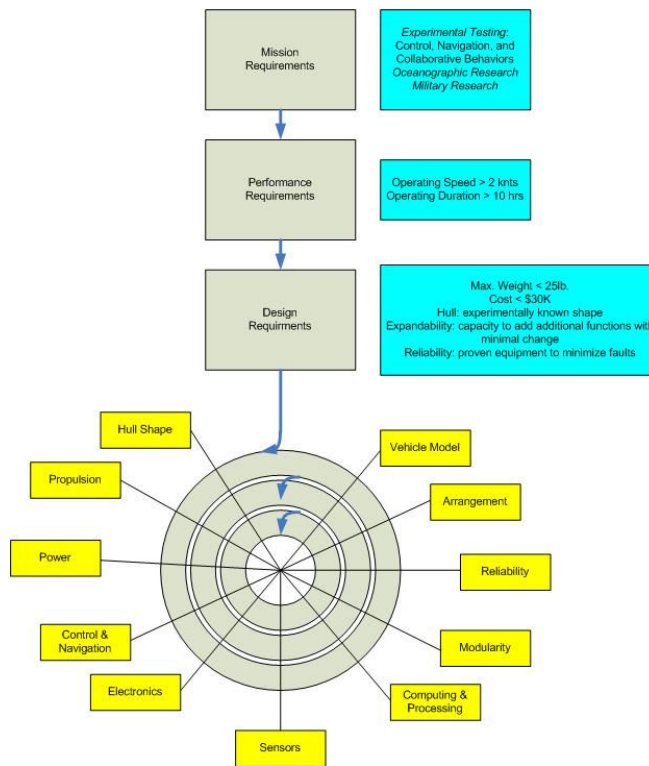 Mission
Requirements
Experimental Testing:
Control, Navigation, and
Collaborative Behaviors
Oceanographic Research
Military Research
Performance
Requirements
Operating Speed > 2 knts
Operating Duration > 10 hrs
Design
Requirments
Max. Weight < 25lb.
Cost < $30K
Hull: experimentally known shape
Expandability: capacity to add additional functions with
minimal change
Reliability: proven equipment to minimize faults
Hull Shape
Vehicle Model
Propulsion
Arrangement
Power
Reliability
Control &
Navigation
Modularity
Electronics
Computing &
Processing
Sensors